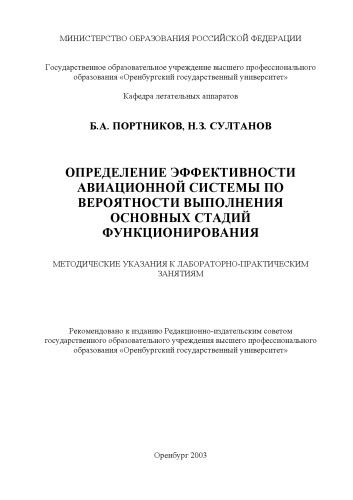 МИНИСТЕРСТВО ОБРАЗОВАНИЯ РОССИЙСКОЙ ФЕДЕРАЦИИ
Государственное образовательное учреждение высшего профессионального
образования «Оренбургский государственный университет»
Кафедра летательных аппаратов
Б.А. ПОРТНИКОВ, Н.З. СУЛТАНОВ
ОПРЕДЕЛЕНИЕ ЭФФЕКТИВНОСТИ
АВИАЦИОННОЙ СИСТЕМЫ ПО
ВЕРОЯТНОСТИ ВЫПОЛНЕНИЯ
ОСНОВНЫХ СТАДИЙ
ФУНКЦИОНИРОВАНИЯ
МЕТОДИЧЕСКИЕ УКАЗАНИЯ К ЛАБОРАТОРНО-ПРАКТИЧЕСКИМ
ЗАНЯТИЯМ
Рекомендовано к изданию Редакционно-издательским советом
государственного образовательного учреждения высшего профессионального
образования «Оренбургский государственный университет»
Оренбург 2003